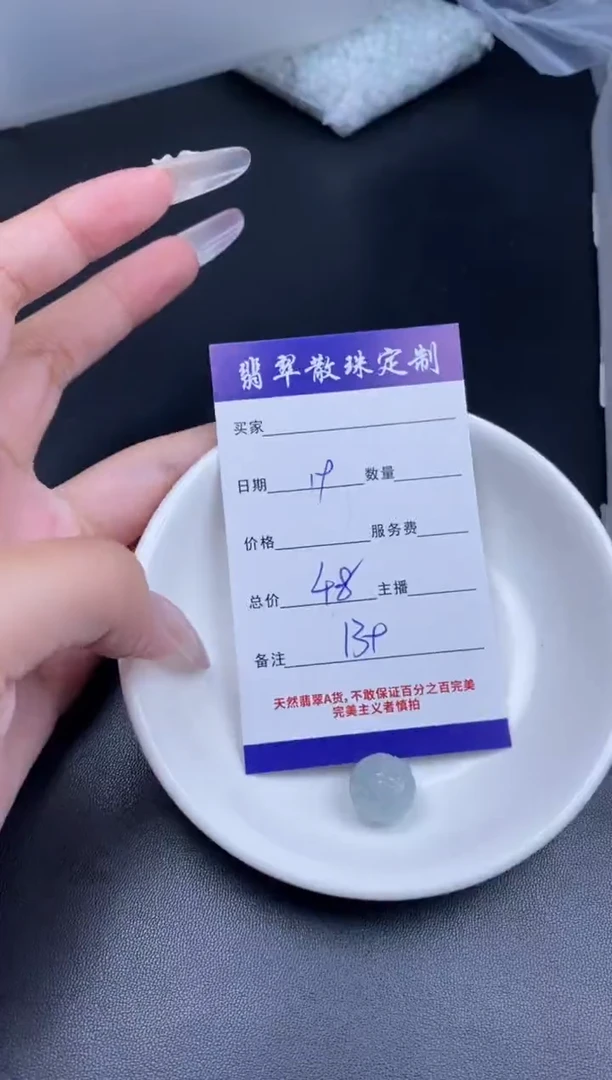 翡翠散珠定制
买家
日期 17 数量
价格 服务费
总价 48 主播
备注 13P
天然翡翠A货,不敢保证百分之百完美
完美主义者慎拍